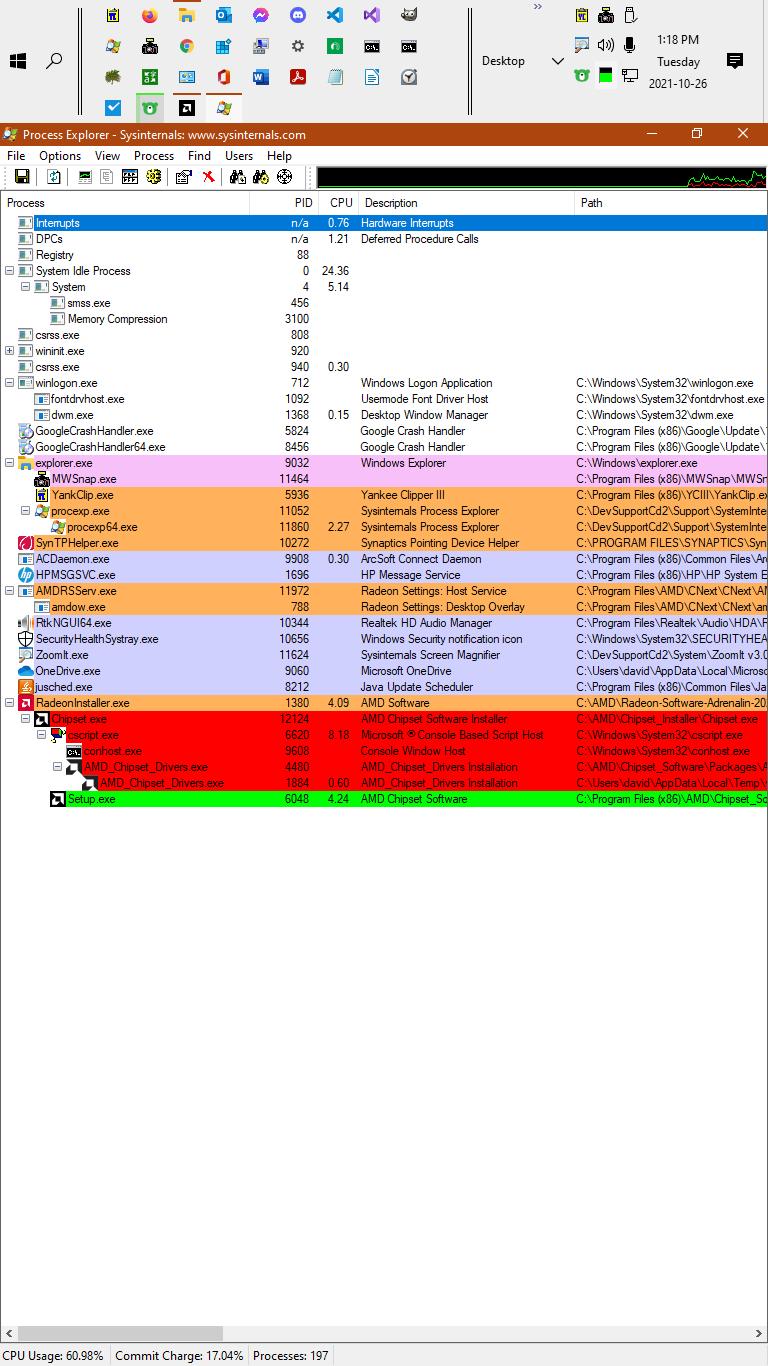 1:18 PM
Desktop
Tuesday
2021-10-26
Process Explorer - Sysinternals: www.sysinternals.com
File Options View Process Find Users Help
Process PID CPU Description Path
Interrupts n/a 0.76 Hardware Interrupts
DPCs n/a 1.21 Deferred Procedure Calls
Registry 88
System Idle Process 0 24.36
System 4 5.14
smss.exe 456
Memory Compression 3100
csrss.exe 808
wininit.exe 920
csrss.exe 940 0.30
winlogon.exe 712 Windows Logon Application C:\Windows\System32\winlogon.exe
fontdrvhost.exe 1092 Usermode Font Driver Host C:\Windows\System32\fontdrvhost.exe
dwm.exe 1368 0.15 Desktop Window Manager C:\Windows\System32\dwm.exe
GoogleCrashHandler.exe 5824 Google Crash Handler C:\Program Files (x86)\Google\Update\
GoogleCrashHandler64.exe 8456 Google Crash Handler C:\Program Files (x86)\Google\Update\
explorer.exe 9032 Windows Explorer C:\Windows\explorer.exe
MWSnap.exe 11464 C:\Program Files (x86)\MWSnap\MWSn
YankClip.exe 5936 Yankee Clipper III C:\Program Files (x86)\YCIII\YankClip.ex
procexp.exe 11052 Sysinternals Process Explorer C:\DevSupportCd2\Support\SystemInte
procexp64.exe 11860 2.27 Sysinternals Process Explorer C:\DevSupportCd2\Support\SystemInte
SynTPHelper.exe 10272 Synaptics Pointing Device Helper C:\PROGRAM FILES\SYNAPTICS\Syn
ACDaemon.exe 9908 0.30 ArcSoft Connect Daemon C:\Program Files (x86)\Common Files\Ar
HPMSGSVC.exe 1696 HP Message Service C:\Program Files (x86)\HP\HP System E
AMDRSServ.exe 11972 Radeon Settings: Host Service C:\Program Files\AMD\CNext\CNext\AM
amdow.exe 788 Radeon Settings: Desktop Overlay C:\Program Files\AMD\CNext\CNext\am
RtkNGUI64.exe 10344 Realtek HD Audio Manager C:\Program Files\Realtek\Audio\HDA\R
SecurityHealthSystray.exe 10656 Windows Security notification icon C:\Windows\System32\SECURITYHEA
ZoomIt.exe 11624 Sysinternals Screen Magnifier C:\DevSupportCd2\System\ZoomIt v3.0
OneDrive.exe 9060 Microsoft OneDrive C:\Users\david\AppData\Local\Microso
jusched.exe 8212 Java Update Scheduler C:\Program Files (x86)\Common Files\Ja
RadeonInstaller.exe 1380 4.09 AMD Software C:\AMD\Radeon-Software-Adrenalin-20
Chipset.exe 12124 AMD Chipset Software Installer C:\AMD\Chipset_Installer\Chipset.exe
cscript.exe 6620 8.18 Microsoft ® Console Based Script Host C:\Windows\System32\cscript.exe
conhost.exe 9608 Console Window Host C:\Windows\System32\conhost.exe
AMD_Chipset_Drivers.exe 4480 AMD_Chipset_Drivers Installation C:\AMD\Chipset_Software\Packages\A
AMD_Chipset_Drivers.exe 1884 0.60 AMD_Chipset_Drivers Installation C:\Users\david\AppData\Local\Temp\
Setup.exe 6048 4.24 AMD Chipset Software C:\Program Files (x86)\AMD\Chipset_So
CPU Usage: 60.98% Commit Charge: 17.04% Processes: 197